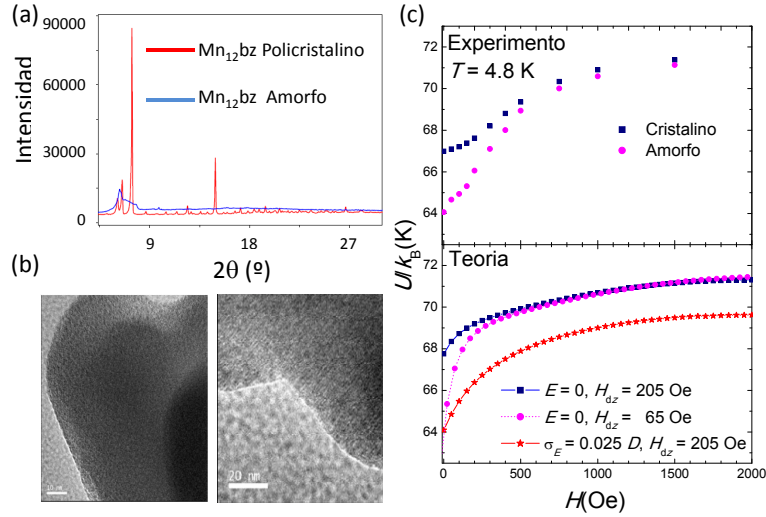 (a)
90000
60000
30000
0
Intensidad
Mn12bz Policristalino
Mn12bz Amorfo
9
18
27
2θ (º)
(b)
20 nm
(c)
72
70
68
66
64
Experimento
T = 4.8 K
Cristalino
Amorfo
U/kB(K)
72
70
68
66
64
Teoria
E = 0, Hdz = 205 Oe
E = 0, Hdz = 65 Oe
σE = 0.025 D, Hdz = 205 Oe
0
500
1000
1500
2000
H(Oe)